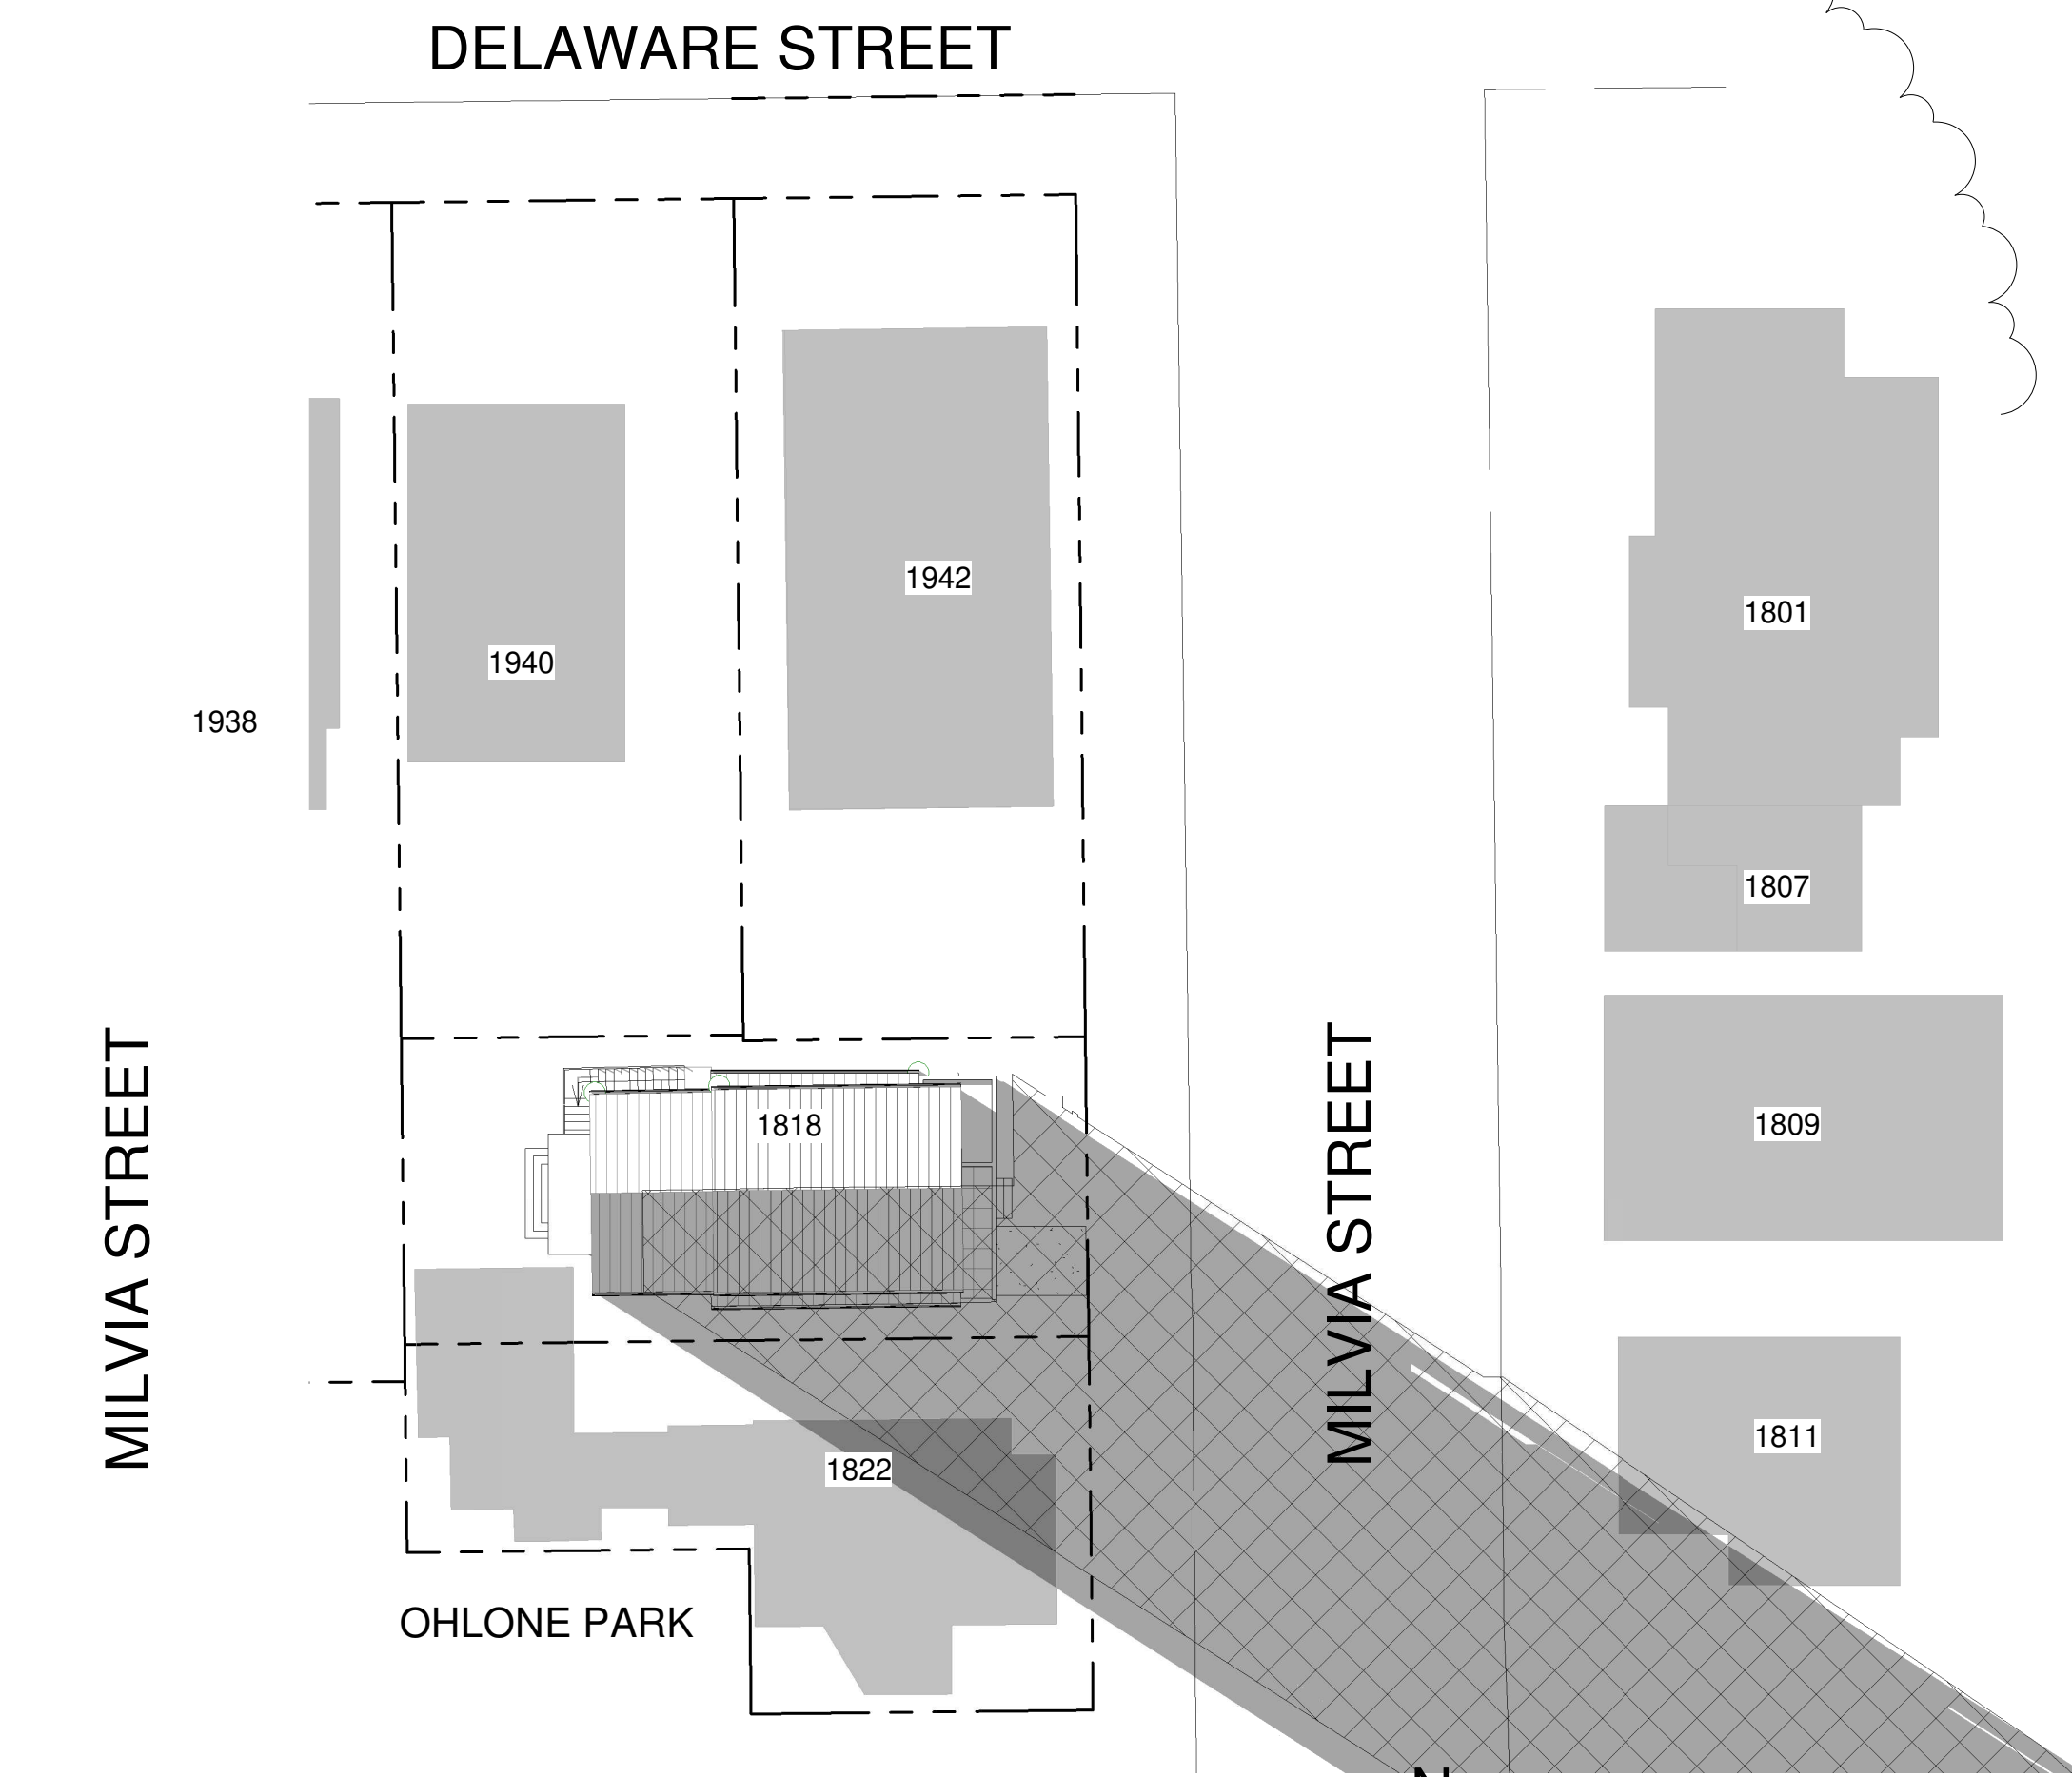 DELAWARE STREET
1942
1801
1940
1938
1807
1818
1809
MILVIA STREET
MILVIA STREET
1811
1822
OHLONE PARK
N